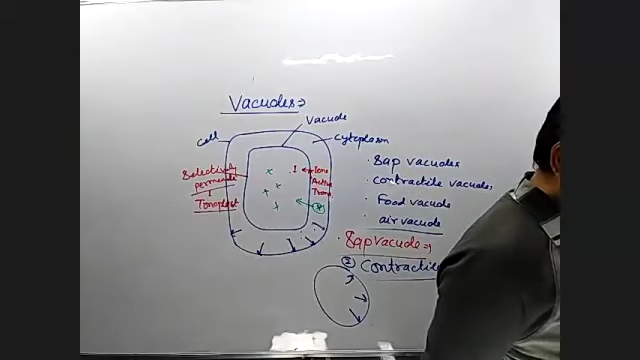 Vacuoles ⇒
Vacuole
cell
cytoplasm
Selectively
permeable
↓
Tonoplast
I ← Ions
Active
Trans
· Sap vacuoles
· contractile vacuoles,
· Food vacuole
· air vacuole
· Sap vacuole ⇒
② Contractile